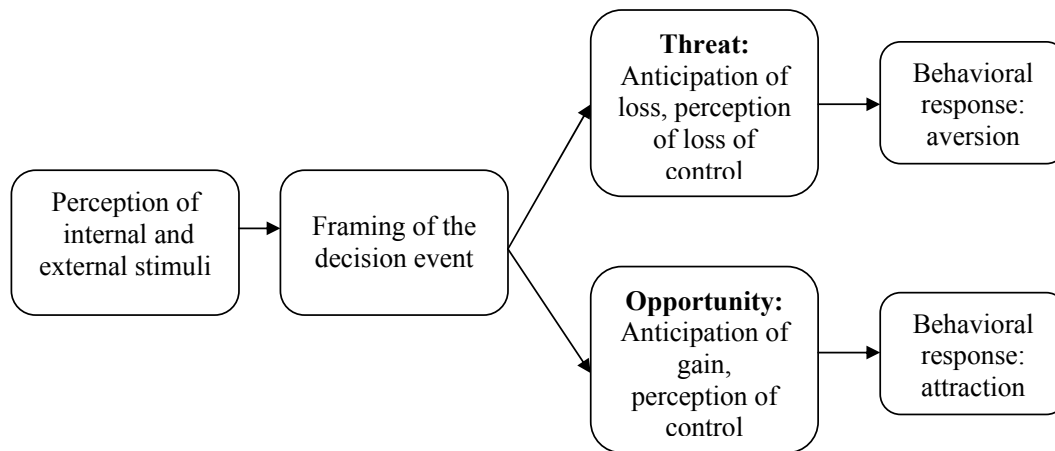 Perception of
internal and
external stimuli
Framing of the
decision event
Threat:
Anticipation of
loss, perception
of loss of
control
Behavioral
response:
aversion
Opportunity:
Anticipation of
gain,
perception of
control
Behavioral
response:
attraction